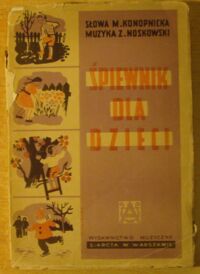 SŁOWA M. KONOPNICKA
MUZYKA Z. NOSKOWSKI
ŚPIEWNIK
DLA
DZIECI
WYDAWNICTWO MUZYCZNE
S. ARCTA W WARSZAWIE